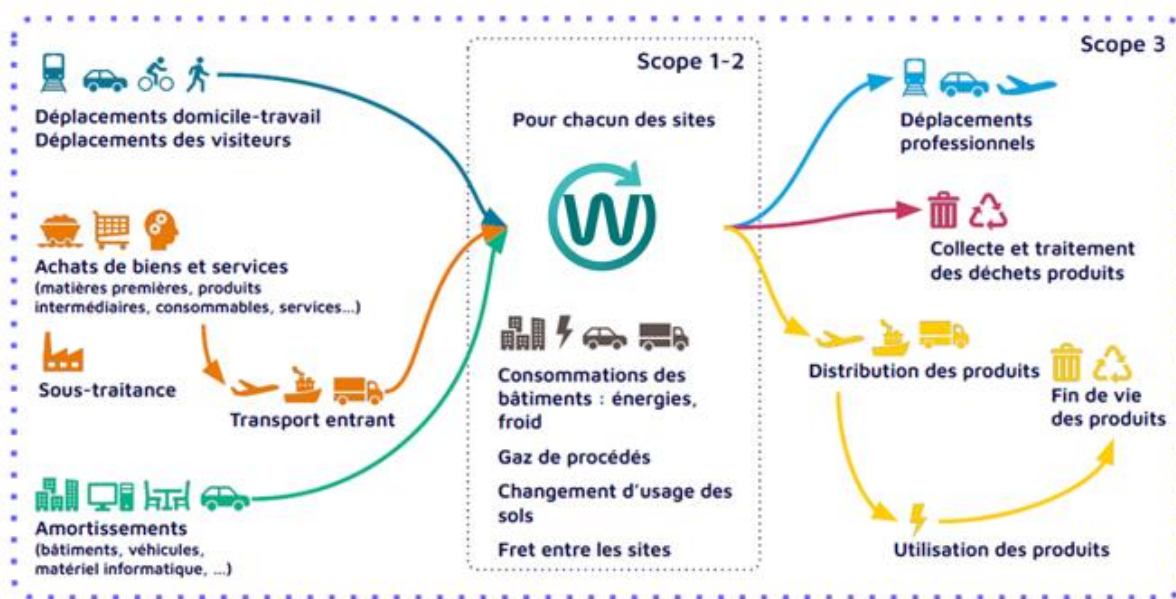 Scope 3
Scope 1-2
Déplacements domicile-travail
Déplacements des visiteurs
Achats de biens et services
(matières premières, produits
intermédiaires, consommables, services...)
Sous-traitance
Transport entrant
Amortissements
(bâtiments, véhicules,
matériel informatique, ...)
Pour chacun des sites
W
Consommations des
bâtiments : énergies,
froid
Gaz de procédés
Changement d'usage des
sols
Fret entre les sites
Déplacements
professionnels
Collecte et traitement
des déchets produits
Distribution des produits
Fin de vie
des produits
Utilisation des produits